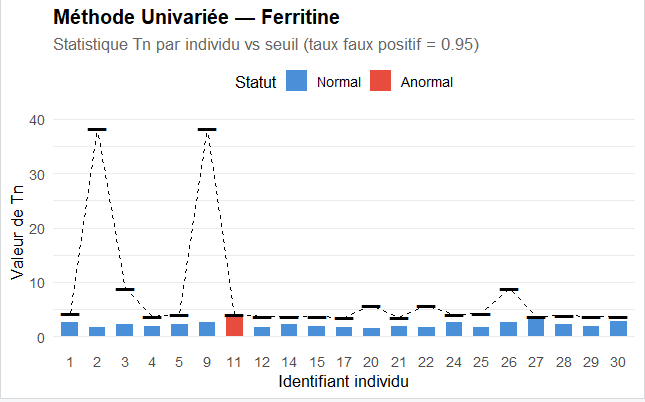 Méthode Univariée — Ferritine
Statistique Tn par individu vs seuil (taux faux positif = 0.95)
Statut Normal Anormal
Valeur de Tn
40
30
20
10
0
1 2 3 4 5 9 11 12 14 15 17 20 21 22 24 25 26 27 28 29 30
Identifiant individu